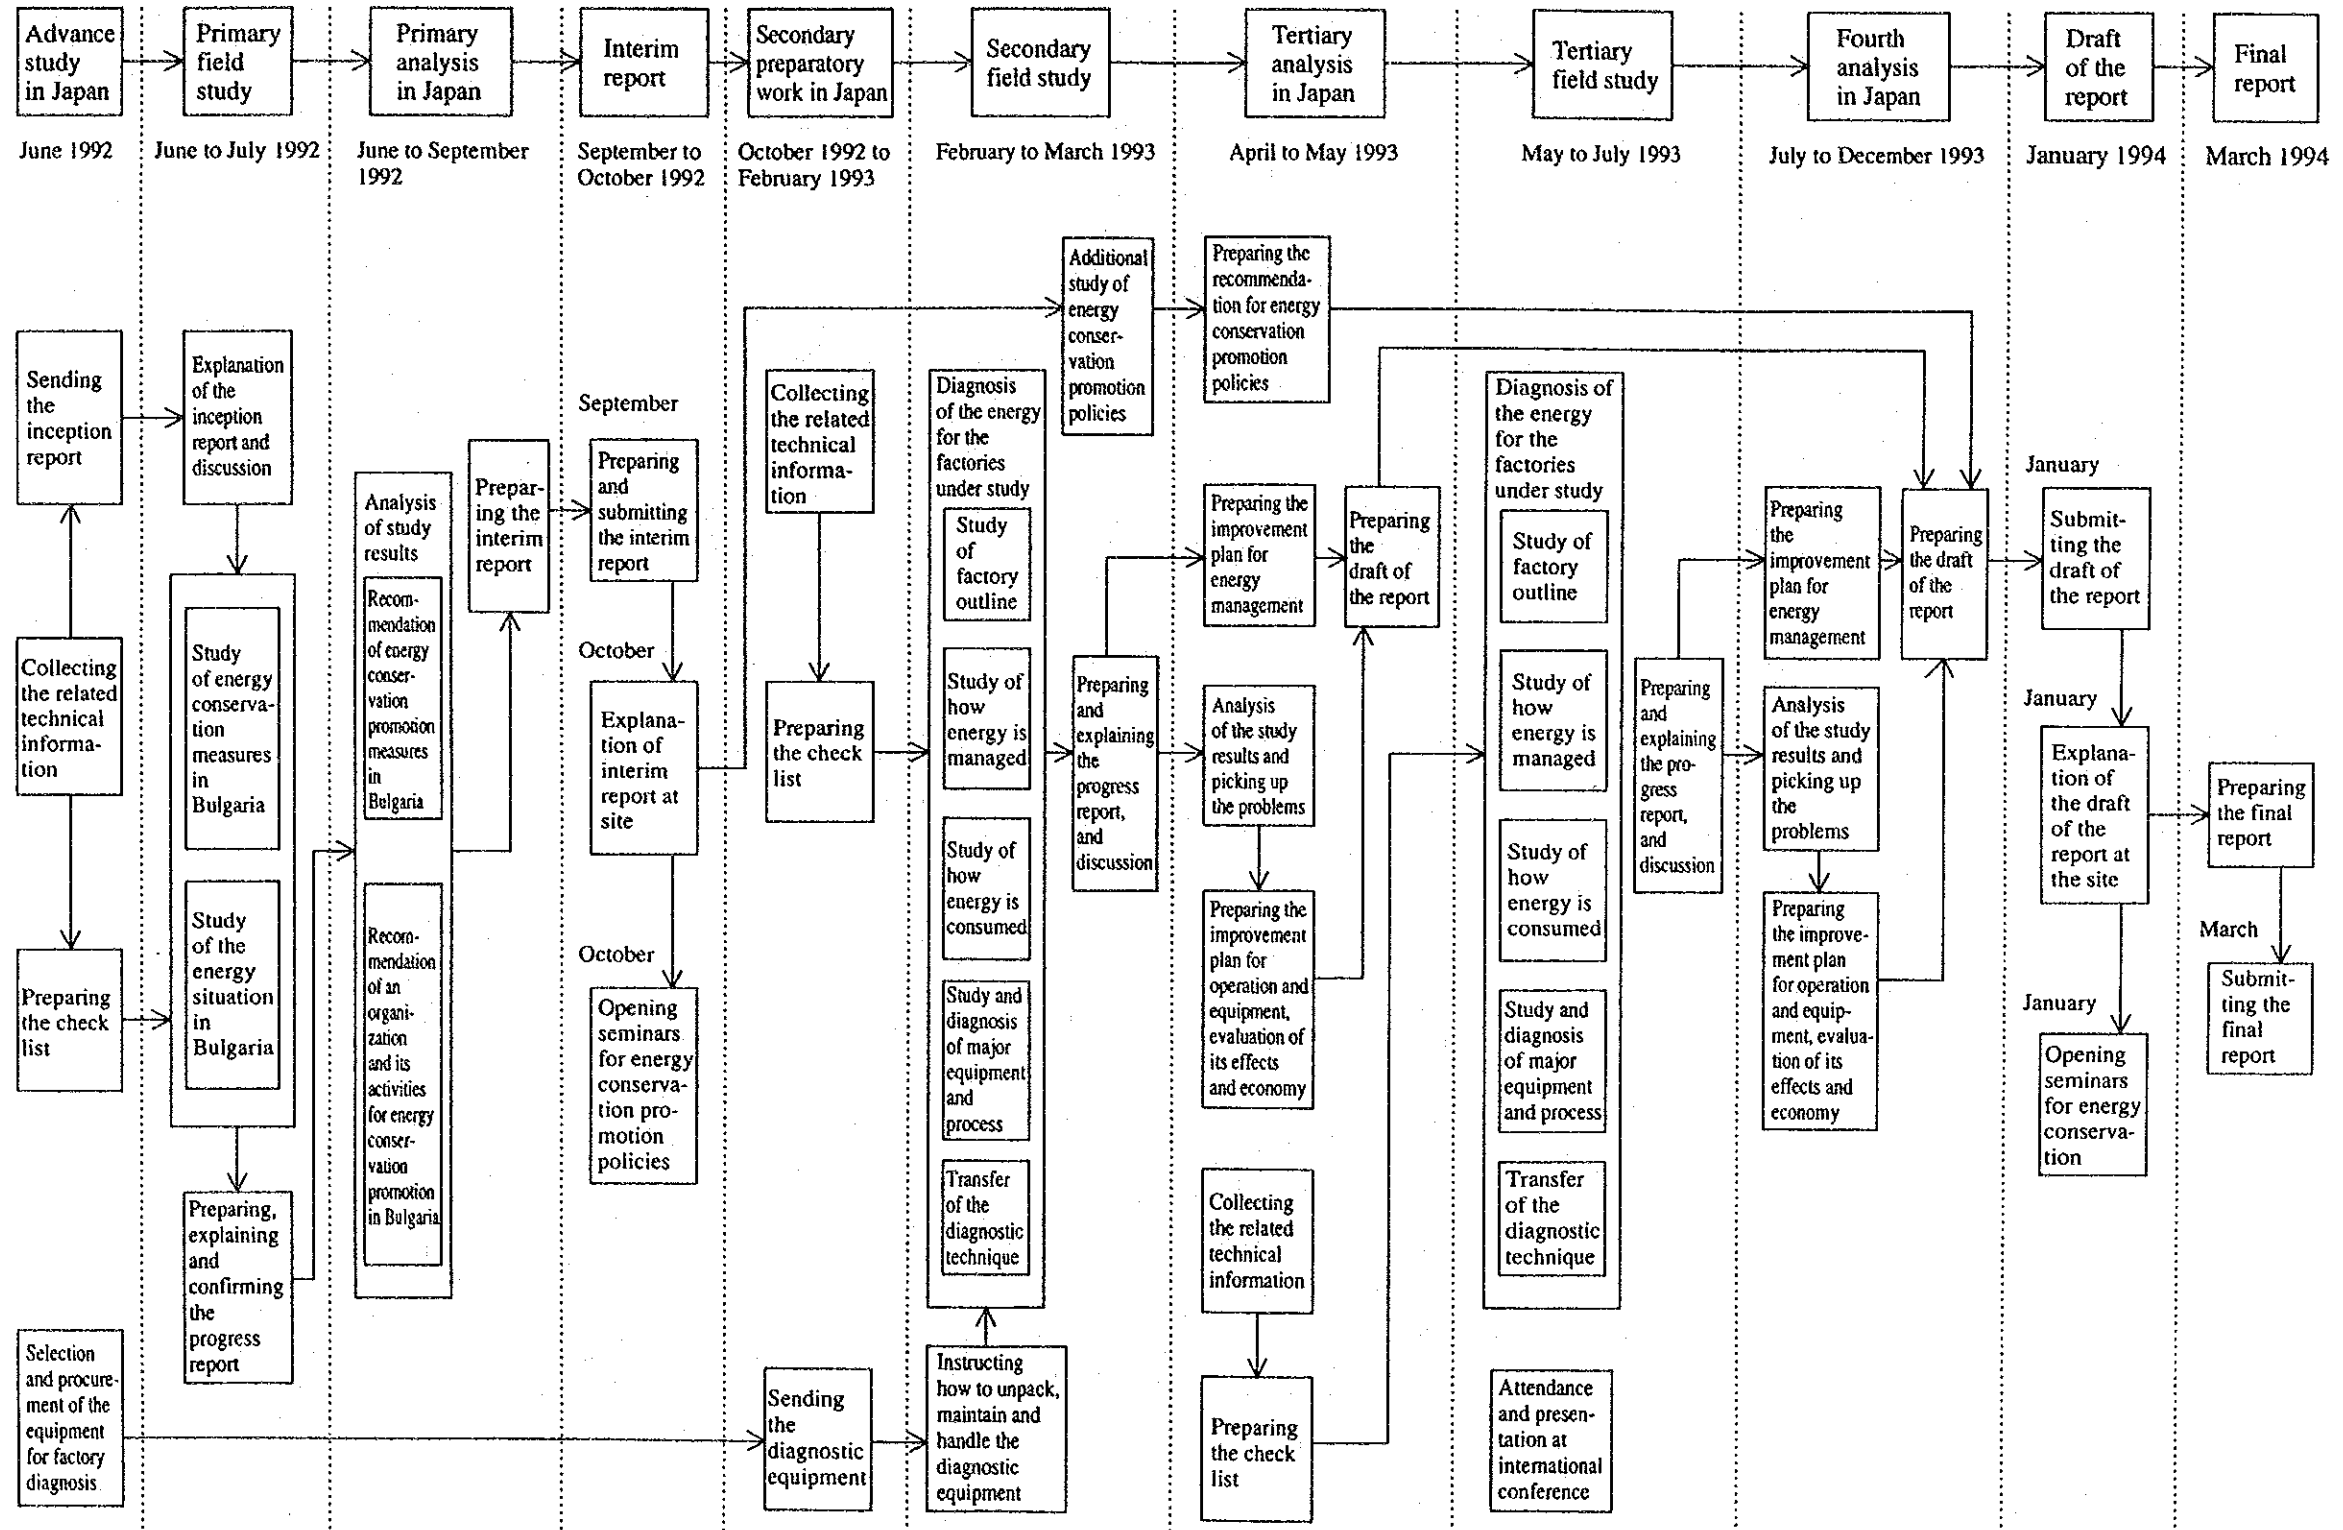 Advance
study
in Japan
Primary
field
study
Primary
analysis
in Japan
Interim
report
Secondary
preparatory
work in Japan
Secondary
field study
Tertiary
analysis
in Japan
Tertiary
field study
Fourth
analysis
in Japan
Draft
of the
report
Final
report
June 1992
June to July 1992
June to September
1992
September to
October 1992
October 1992 to
February 1993
February to March 1993
April to May 1993
May to July 1993
July to December 1993
January 1994
March 1994
Sending
the
inception
report
Collecting
the related
technical
informa-
tion
Preparing
the check
list
Selection
and procure-
ment of the
equipment
for factory
diagnosis
Explanation
of the
inception
report and
discussion
Study
of energy
conserva-
tion
measures
in
Bulgaria
Study
of the
energy
situation
in
Bulgaria
Preparing,
explaining
and
confirming
the
progress
report
Analysis
of study
results
Recom-
mendation
of energy
conser-
vation
promotion
measures
in
Bulgaria
Recom-
mendation
of an
organi-
zation
and its
activities
for energy
conser-
vation
promotion
in Bulgaria
Prepar-
ing the
interim
report
September
Preparing
and
submitting
the interim
report
October
Explana-
tion of
interim
report at
site
October
Opening
seminars
for energy
conserva-
tion pro-
motion
policies
Collecting
the related
technical
informa-
tion
Preparing
the check
list
Sending
the
diagnostic
equipment
Additional
study of
energy
conser-
vation
promotion
policies
Diagnosis
of the energy
for the
factories
under study
Study
of
factory
outline
Study of
how
energy is
managed
Study of
how
energy is
consumed
Study and
diagnosis
of major
equipment
and
process
Transfer
of the
diagnostic
technique
Instructing
how to unpack,
maintain and
handle the
diagnostic
equipment
Preparing
and
explaining
the
progress
report,
and
discussion
Preparing the
recommenda-
tion for energy
conservation
promotion
policies
Preparing the
improvement
plan for
energy
management
Preparing
the
draft of
the report
Analysis
of the study
results and
picking up
the problems
Preparing the
improvement
plan for
operation and
equipment,
evaluation of
its effects
and economy
Collecting
the related
technical
information
Preparing
the check
list
Diagnosis of
the energy
for the
factories
under study
Study of
factory
outline
Study of
how
energy is
managed
Study of
how
energy is
consumed
Study and
diagnosis
of major
equipment
and process
Transfer
of the
diagnostic
technique
Attendance
and presen-
tation at
international
conference
Preparing
and
explaining
the pro-
gress
report,
and
discussion
Preparing
the
improvement
plan for
energy
management
Preparing
the draft
of the
report
Analysis
of the study
results and
picking up
the
problems
Preparing
the improve-
ment plan
for operation
and equip-
ment, evalua-
tion of its
effects and
economy
January
Submit-
ting the
draft of
the report
January
Explana-
tion of
the draft
of the
report at
the site
January
Opening
seminars
for energy
conserva-
tion
Preparing
the final
report
March
Submit-
ting the
final
report